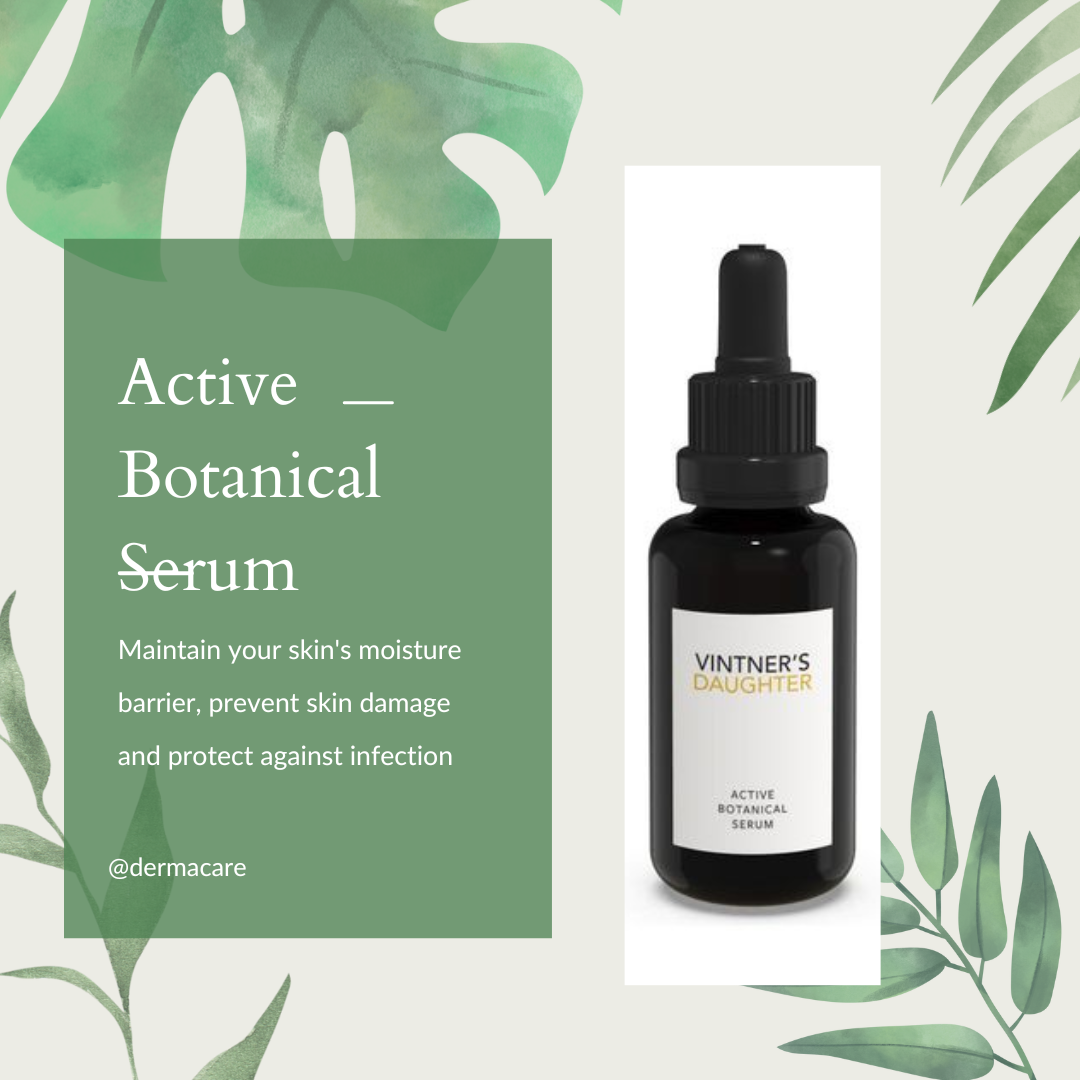 Active
Botanical
Serum
Maintain your skin's moisture
barrier, prevent skin damage
and protect against infection
@dermacare
VINTNER'S
DAUGHTER
ACTIVE
BOTANICAL
SERUM